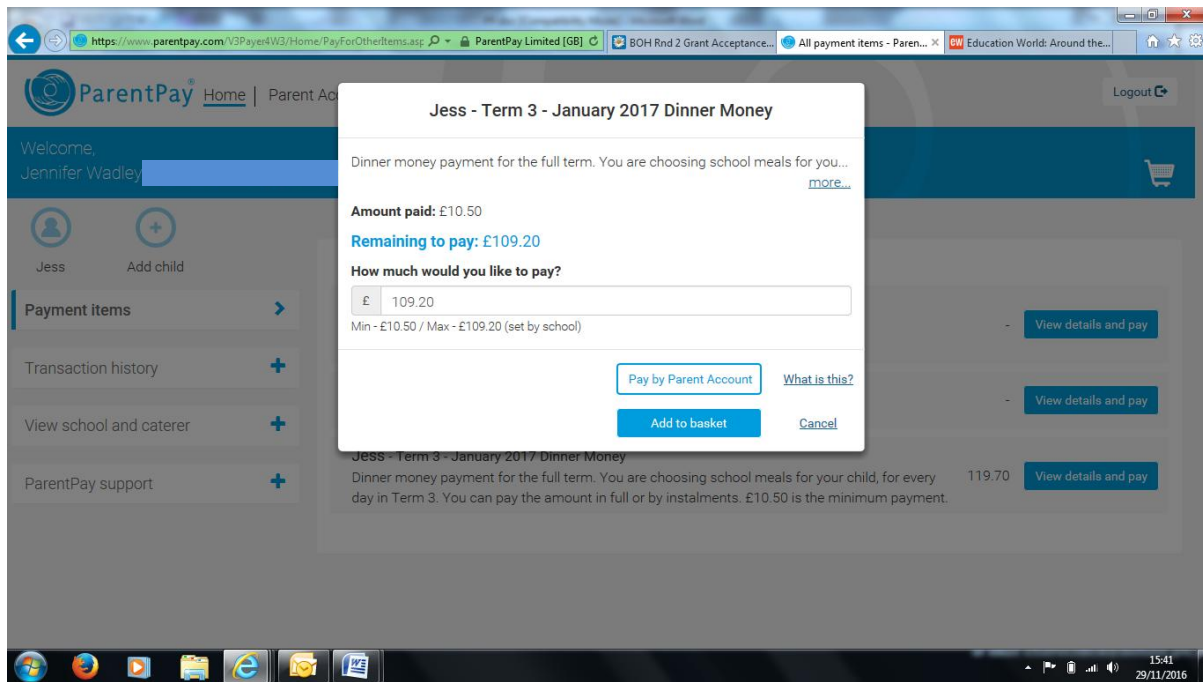 https://www.parentpay.com/V3Payer4W3/Home/PayForOtherItems.asp
ParentPay Limited [GB]
BOH Rnd 2 Grant Acceptance...
All payment items - Paren...
ew Education World: Around the...
ParentPay
Home | Parent Ac
Logout
Welcome,
Jennifer Wadley
Jess
Add child
Payment items
Transaction history
View school and caterer
ParentPay support
Jess - Term 3 - January 2017 Dinner Money
Dinner money payment for the full term. You are choosing school meals for you...
more...
Amount paid: £10.50
Remaining to pay: £109.20
How much would you like to pay?
£ 109.20
Min - £10.50 / Max - £109.20 (set by school)
Pay by Parent Account
What is this?
Add to basket
Cancel
- View details and pay
- View details and pay
Jess - Term 3 - January 2017 Dinner Money
Dinner money payment for the full term. You are choosing school meals for your child, for every
day in Term 3. You can pay the amount in full or by instalments. £10.50 is the minimum payment.
119.70 View details and pay
15:41
29/11/2016